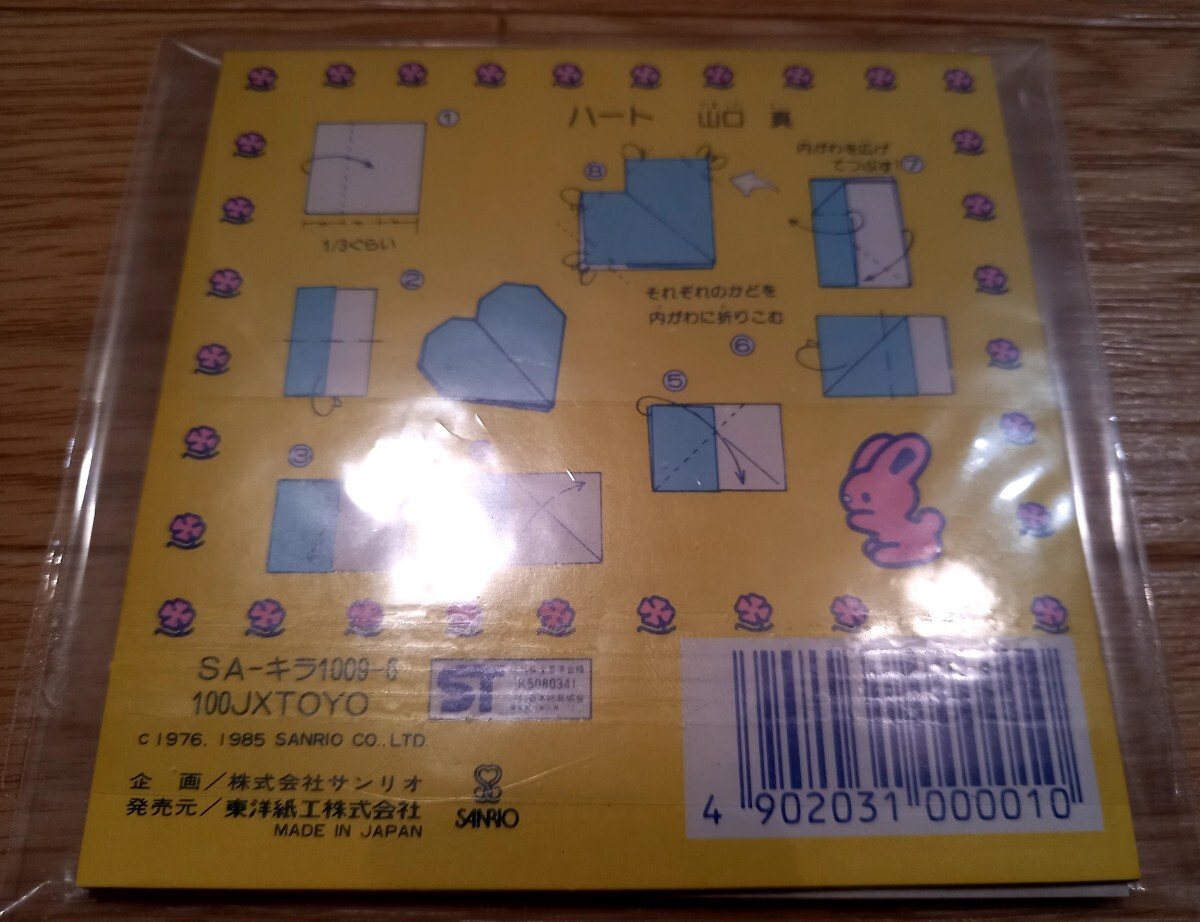 ハート 山口 真
①
1/3ぐらい
②
③
⑤
⑥
内がわを広げ
てつぶす
⑦
⑧
それぞれのかどを
内がわに折りこむ
SA-キラ1009-6
100JXTOYO
ST
K5080341
C 1976, 1985 SANRIO CO., LTD
企 画/株式会社サンリオ
発売元/東洋紙工株式会社
MADE IN JAPAN
SANRIO
4 902031 000010